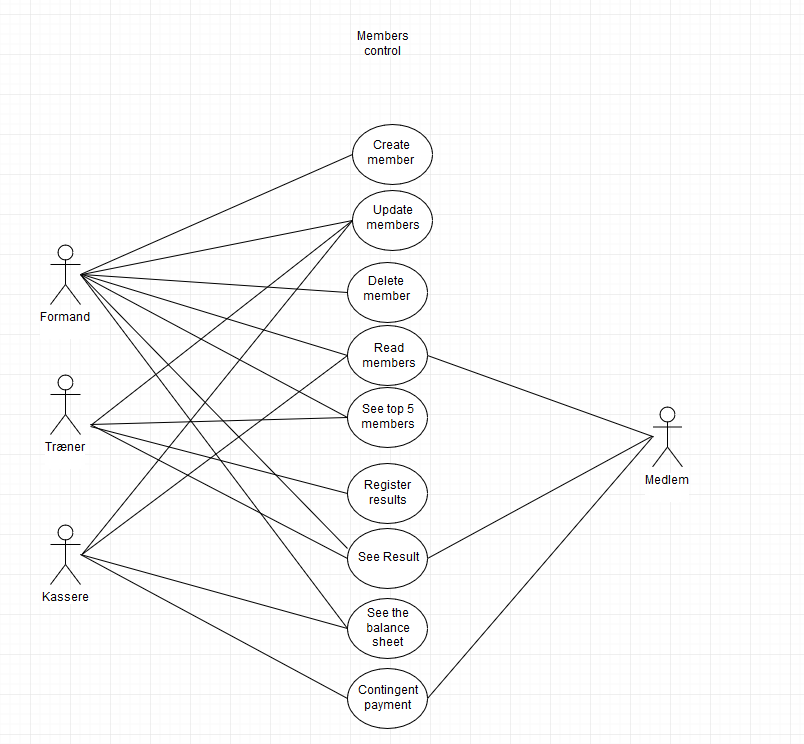 Members
control
Create
member
Update
members
Delete
member
Formand
Read
members
See top 5
members
Træner
Register
results
Medlem
See Result
Kassere
See the
balance
sheet
Contingent
payment